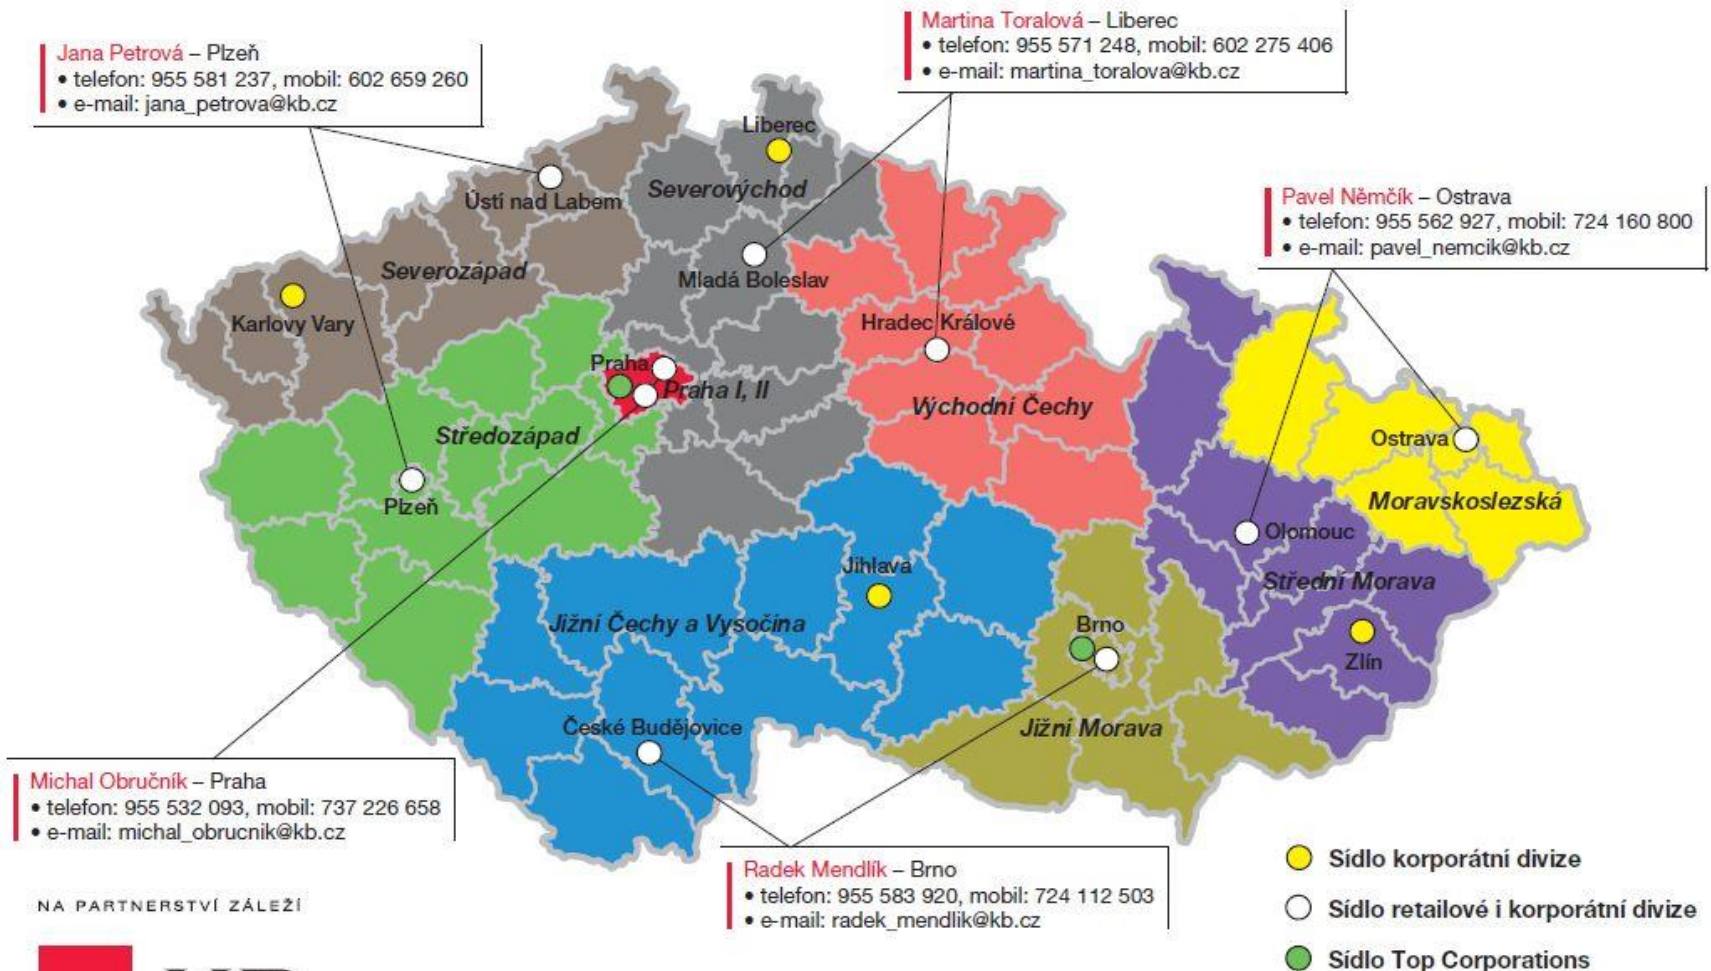 Martina Toralová – Liberec
• telefon: 955 571 248, mobil: 602 275 406
• e-mail: martina_toralova@kb.cz
Jana Petrová – Plzeň
• telefon: 955 581 237, mobil: 602 659 260
• e-mail: jana_petrova@kb.cz
Liberec
Severovýchod
Ústí nad Labem
Pavel Němčík – Ostrava
• telefon: 955 562 927, mobil: 724 160 800
• e-mail: pavel_nemcik@kb.cz
Severozápad
Mladá Boleslav
Karlovy Vary
Hradec Králové
Praha
Praha I, II
Východní Čechy
Středozápad
Ostrava
Plzeň
Moravskoslezská
Olomouc
Jihlava
Střední Morava
Jižní Čechy a Vysočina
Brno
Zlín
České Budějovice
Jižní Morava
Michal Obručník – Praha
• telefon: 955 532 093, mobil: 737 226 658
• e-mail: michal_obrucnik@kb.cz
Radek Mendlík – Brno
• telefon: 955 583 920, mobil: 724 112 503
• e-mail: radek_mendlik@kb.cz
Sídlo korporátní divize
Sídlo retailové i korporátní divize
Sídlo Top Corporations
NA PARTNERSTVÍ ZÁLEŽÍ